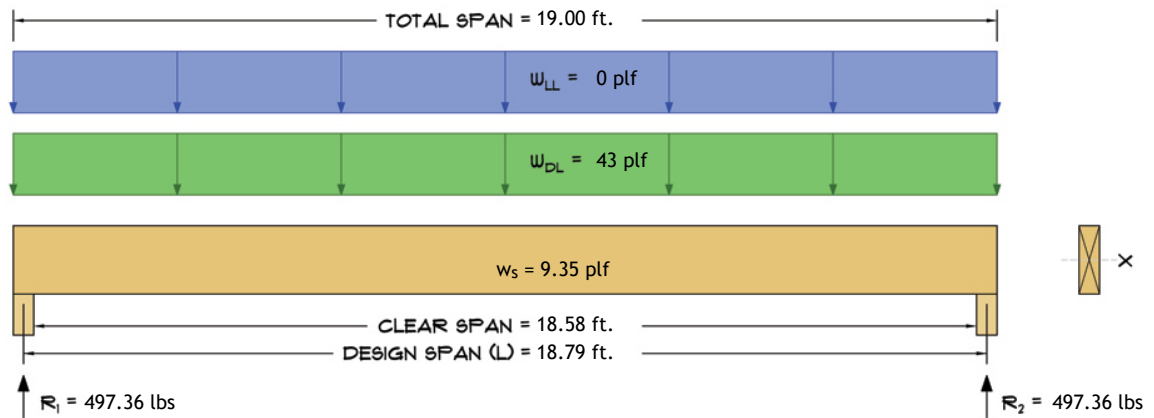 TOTAL SPAN = 19.00 ft.
wLL = 0 plf
wDL = 43 plf
ws = 9.35 plf
X
CLEAR SPAN = 18.58 ft.
DESIGN SPAN (L) = 18.79 ft.
R1 = 497.36 lbs
R2 = 497.36 lbs